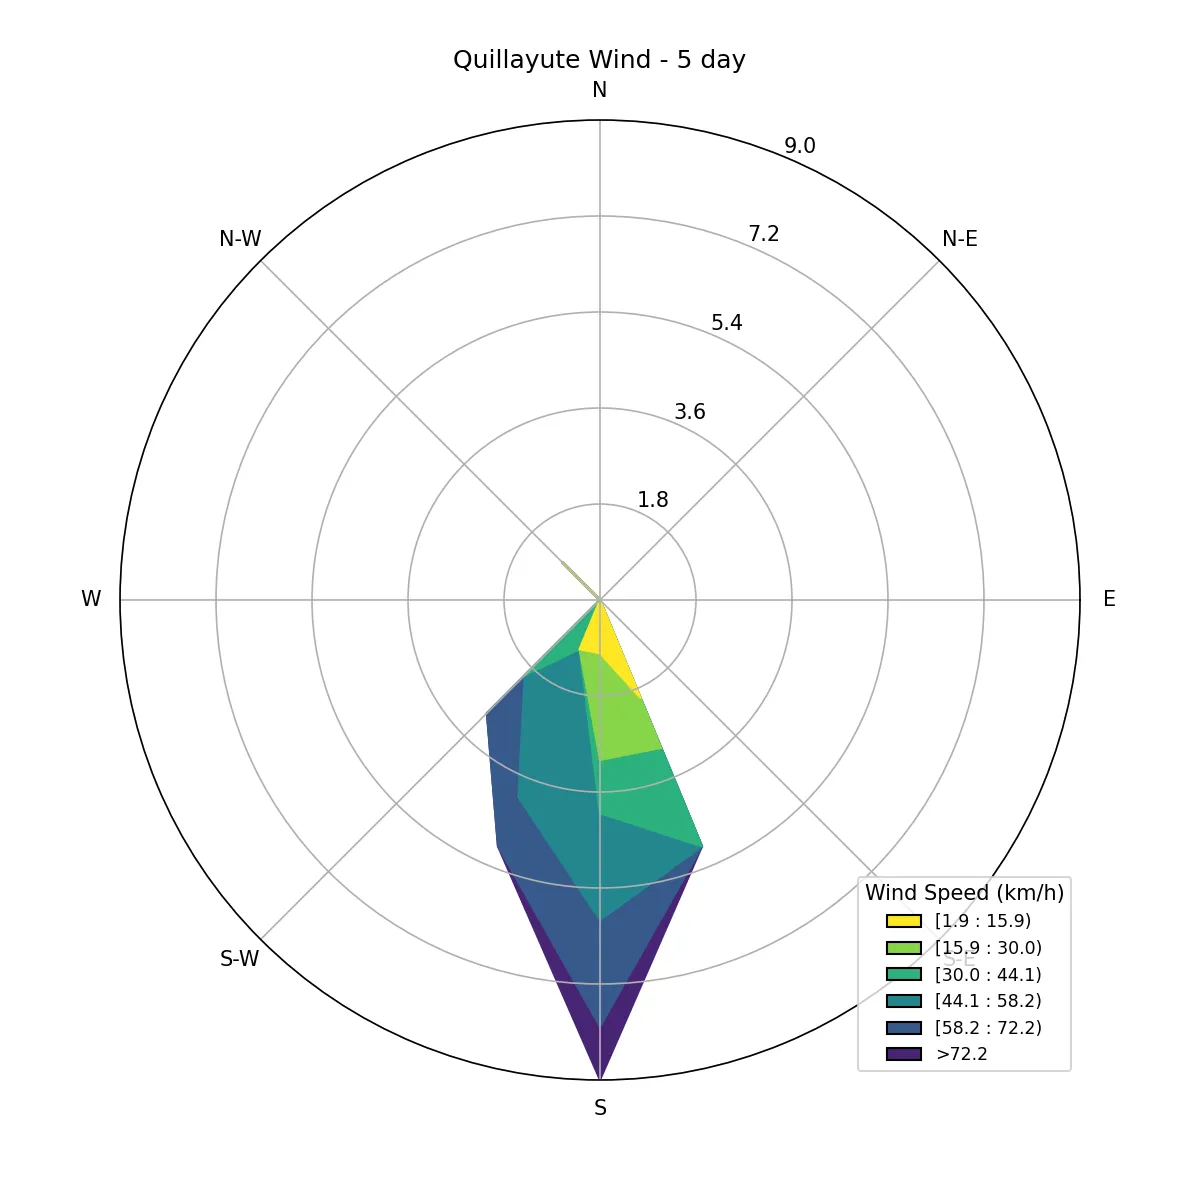 Quillayute Wind - 5 day
N
9.0
N-W
N-E
7.2
5.4
3.6
1.8
W
E
S-W
S-E
Wind Speed (km/h)
[1.9 : 15.9)
[15.9 : 30.0)
[30.0 : 44.1)
[44.1 : 58.2)
[58.2 : 72.2)
>72.2
S